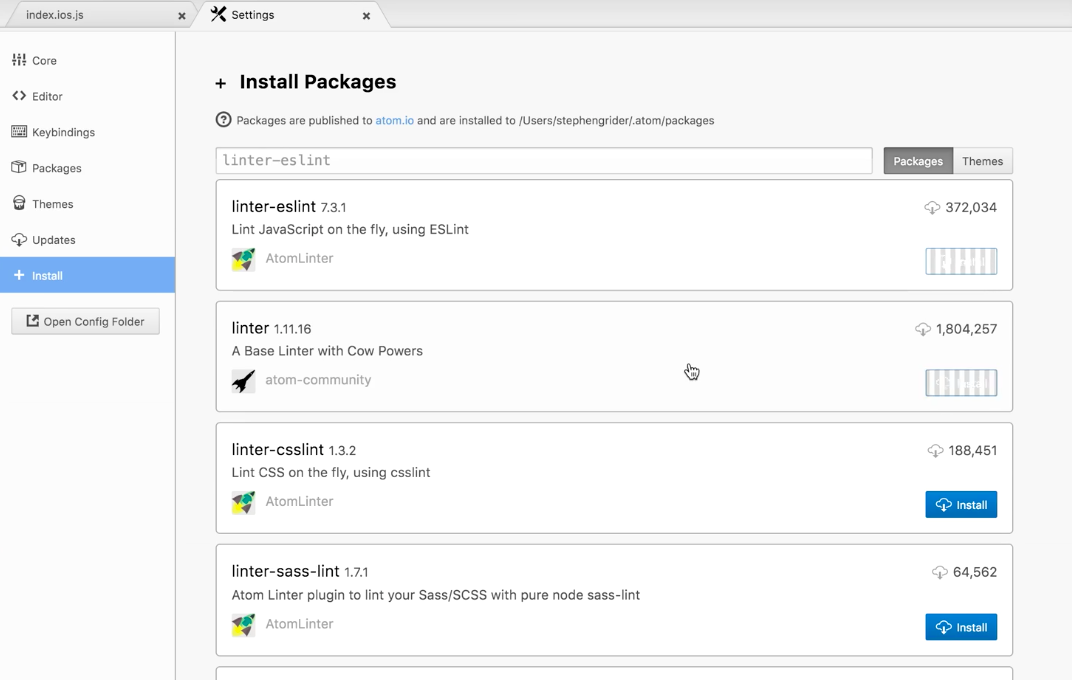 index.ios.js
Settings
Core
Editor
Keybindings
Packages
Themes
Updates
Install
Open Config Folder
Install Packages
Packages are published to atom.io and are installed to /Users/stephengrider/.atom/packages
linter-eslint
Packages
Themes
linter-eslint 7.3.1
372,034
Lint JavaScript on the fly, using ESLint
AtomLinter
linter 1.11.16
1,804,257
A Base Linter with Cow Powers
atom-community
linter-csslint 1.3.2
188,451
Lint CSS on the fly, using csslint
AtomLinter
Install
linter-sass-lint 1.7.1
64,562
Atom Linter plugin to lint your Sass/SCSS with pure node sass-lint
AtomLinter
Install